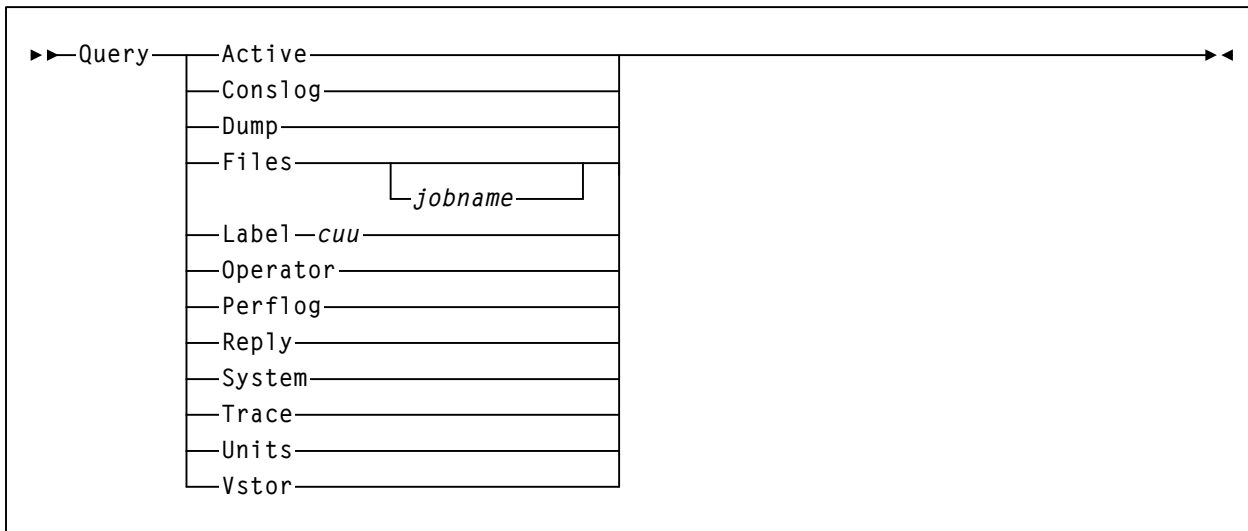 Query Active
Conslog
Dump
Files
jobname
Label cuu
Operator
Perflog
Reply
System
Trace
Units
Vstor